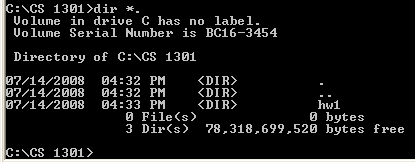 C:\CS 1301>dir *.
 Volume in drive C has no label.
 Volume Serial Number is BC16-3454

 Directory of C:\CS 1301

07/14/2008  04:32 PM    <DIR>          .
07/14/2008  04:32 PM    <DIR>          ..
07/14/2008  04:33 PM    <DIR>          hw1
               0 File(s)              0 bytes
               3 Dir(s)  78,318,699,520 bytes free

C:\CS 1301>